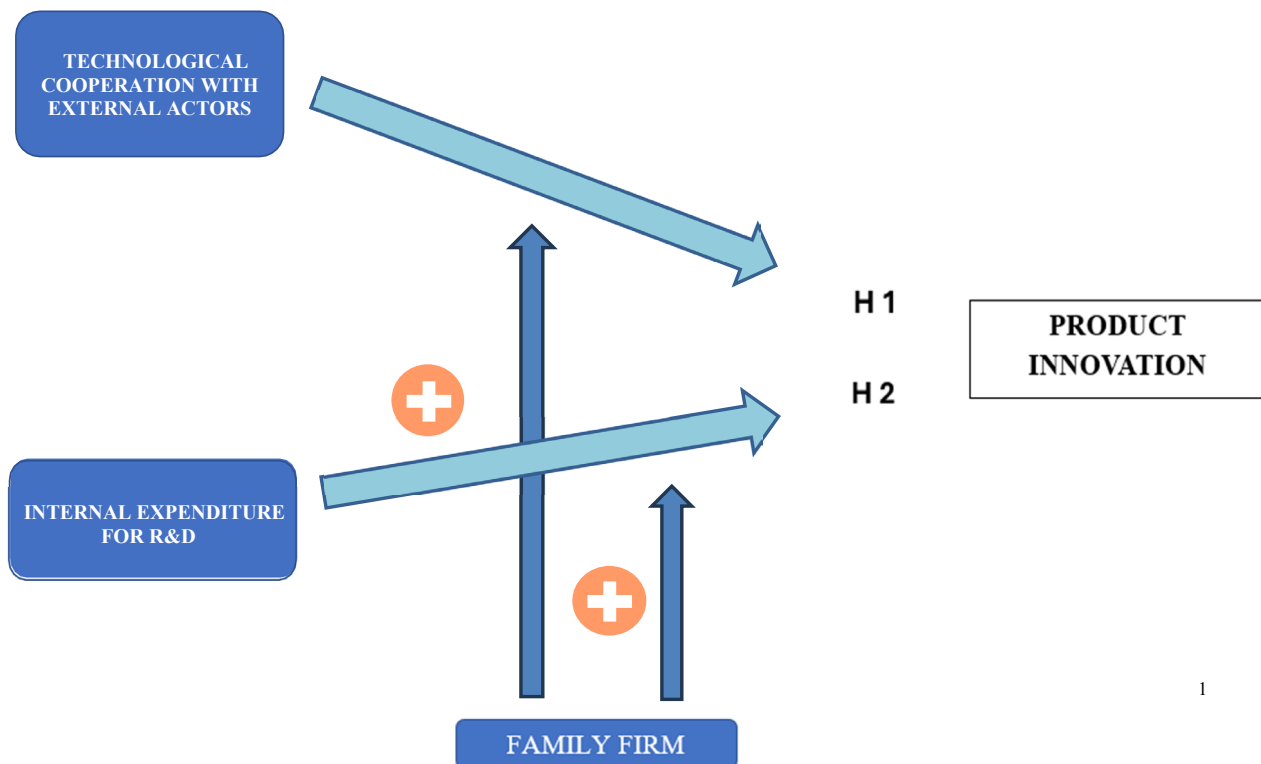 TECHNOLOGICAL
COOPERATION WITH
EXTERNAL ACTORS
H 1
PRODUCT
INNOVATION
H 2
INTERNAL EXPENDITURE
FOR R&D
1
FAMILY FIRM